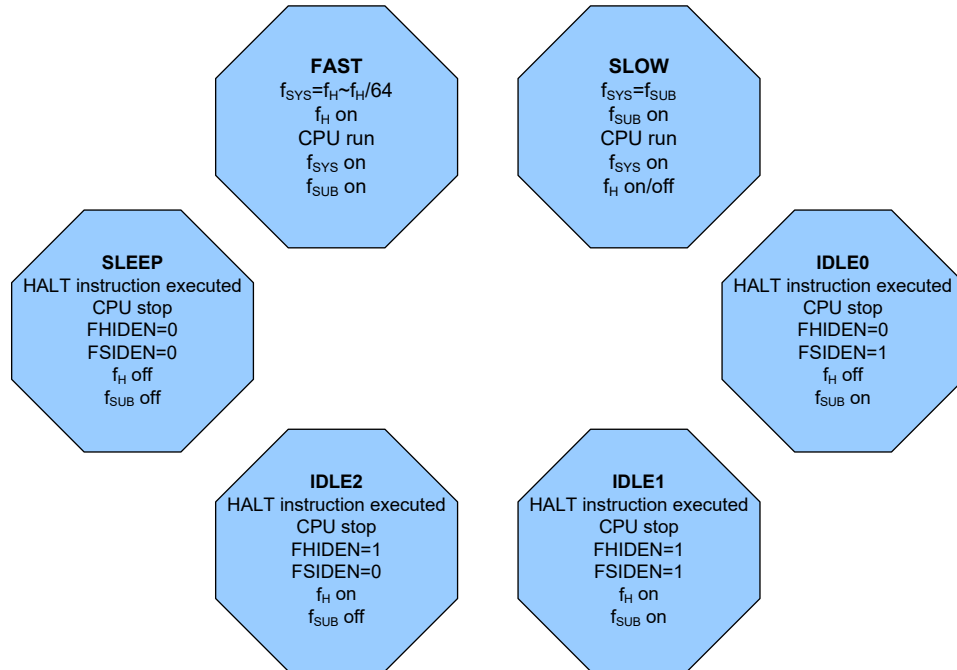 FAST
fSYS=fH~fH/64
fH on
CPU run
fSYS on
fSUB on
SLOW
fSYS=fSUB
fSUB on
CPU run
fSYS on
fH on/off
SLEEP
HALT instruction executed
CPU stop
FHIDEN=0
FSIDEN=0
fH off
fSUB off
IDLE0
HALT instruction executed
CPU stop
FHIDEN=0
FSIDEN=1
fH off
fSUB on
IDLE2
HALT instruction executed
CPU stop
FHIDEN=1
FSIDEN=0
fH on
fSUB off
IDLE1
HALT instruction executed
CPU stop
FHIDEN=1
FSIDEN=1
fH on
fSUB on